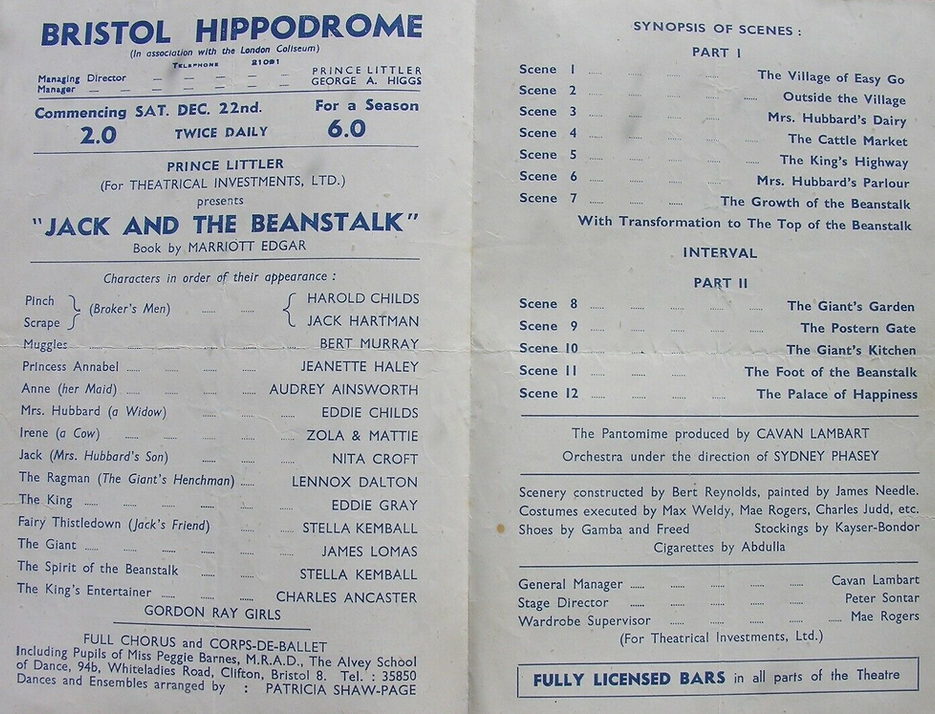 BRISTOL HIPPODROME
(In association with the London Coliseum)
TELEPHONE 21091
Managing Director — — — — — PRINCE LITTLER
Manager — — — — — — GEORGE A. HIGGS
Commencing SAT. DEC. 22nd. For a Season
2.0 TWICE DAILY 6.0
PRINCE LITTLER
(For THEATRICAL INVESTMENTS, LTD.)
presents
"JACK AND THE BEANSTALK"
Book by MARRIOTT EDGAR
Characters in order of their appearance :
Pinch } (Broker's Men) ...... ...... { HAROLD CHILDS
Scrape } { JACK HARTMAN
Muggles ...... ...... ...... ...... BERT MURRAY
Princess Annabel ...... ...... ...... JEANETTE HALEY
Anne (her Maid) ...... ...... ...... AUDREY AINSWORTH
Mrs. Hubbard (a Widow) ...... ...... ...... EDDIE CHILDS
Irene (a Cow) ...... ...... ...... ZOLA & MATTIE
Jack (Mrs. Hubbard's Son) ...... ...... ...... NITA CROFT
The Ragman (The Giant's Henchman) ...... ...... LENNOX DALTON
The King ...... ...... ...... ...... EDDIE GRAY
Fairy Thistledown (Jack's Friend) ...... ...... STELLA KEMBALL
The Giant ...... ...... ...... ...... JAMES LOMAS
The Spirit of the Beanstalk ...... ...... STELLA KEMBALL
The King's Entertainer ...... ...... CHARLES ANCASTER
GORDON RAY GIRLS
FULL CHORUS and CORPS-DE-BALLET
Including Pupils of Miss Peggie Barnes, M.R.A.D., The Alvey School
of Dance, 94b, Whiteladies Road, Clifton, Bristol 8. Tel. : 35850
Dances and Ensembles arranged by : PATRICIA SHAW-PAGE
SYNOPSIS OF SCENES :
PART I
Scene 1 ...... ...... ...... The Village of Easy Go
Scene 2 ...... ...... ...... ...... Outside the Village
Scene 3 ...... ...... ...... Mrs. Hubbard's Dairy
Scene 4 ...... ...... ...... ...... The Cattle Market
Scene 5 ...... ...... ...... ...... The King's Highway
Scene 6 ...... ...... ...... Mrs. Hubbard's Parlour
Scene 7 ...... ...... ...... The Growth of the Beanstalk
With Transformation to The Top of the Beanstalk
INTERVAL
PART II
Scene 8 ...... ...... ...... ...... The Giant's Garden
Scene 9 ...... ...... ...... ...... The Postern Gate
Scene 10 ...... ...... ...... ...... The Giant's Kitchen
Scene 11 ...... ...... ...... The Foot of the Beanstalk
Scene 12 ...... ...... ...... The Palace of Happiness
The Pantomime produced by CAVAN LAMBART
Orchestra under the direction of SYDNEY PHASEY
Scenery constructed by Bert Reynolds, painted by James Needle.
Costumes executed by Max Weldy, Mae Rogers, Charles Judd, etc.
Shoes by Gamba and Freed Stockings by Kayser-Bondor
Cigarettes by Abdulla
General Manager ...... ...... ...... ...... ...... Cavan Lambart
Stage Director ...... ...... ...... ...... ...... Peter Sontar
Wardrobe Supervisor ...... ...... ...... ...... Mae Rogers
(For Theatrical Investments, Ltd.)
FULLY LICENSED BARS in all parts of the Theatre